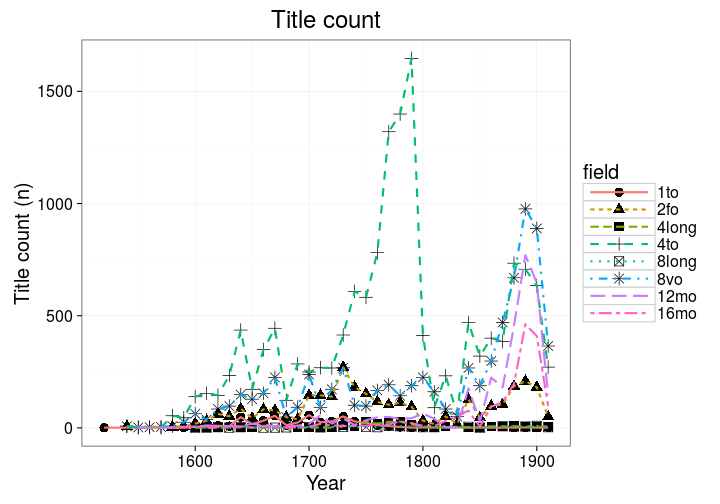 Title count
1500
1000
500
0
Title count (n)
1600
1700
1800
1900
Year
field
1to
2fo
4long
4to
8long
8vo
12mo
16mo